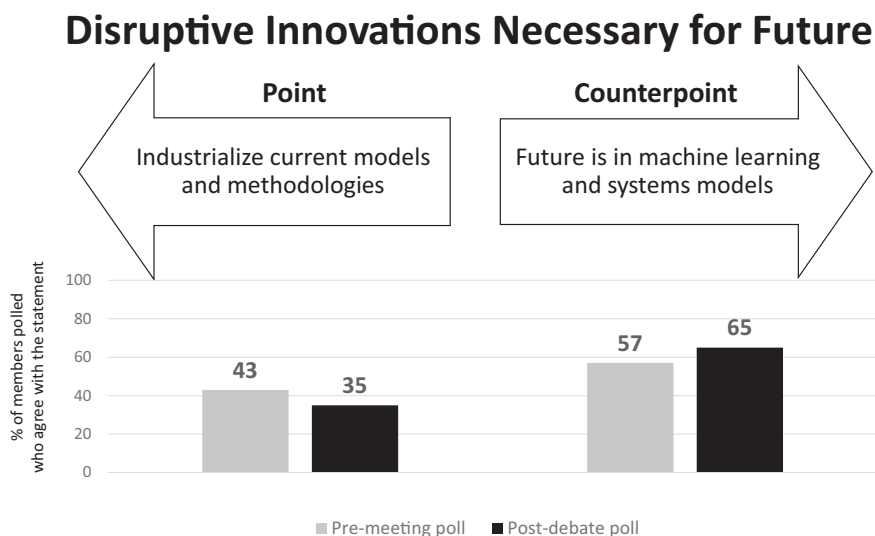 Disruptive Innovations Necessary for Future
Point
Industrialize current models
and methodologies
Counterpoint
Future is in machine learning
and systems models
% of members polled
who agree with the statement
100
80
60
40
20
0
43
35
57
65
Pre-meeting poll
Post-debate poll